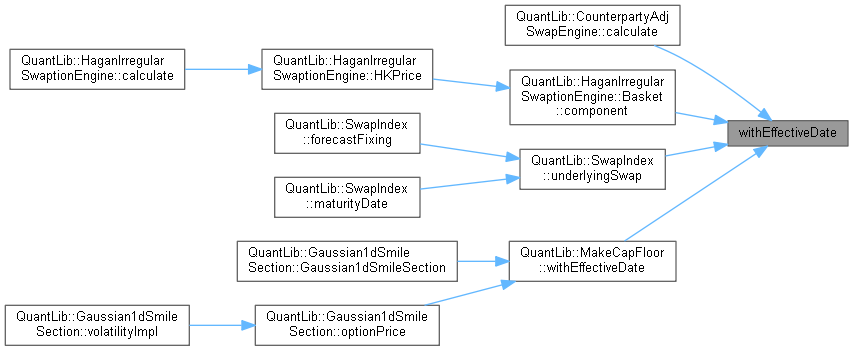 QuantLib::CounterpartyAdj
SwapEngine::calculate
QuantLib::HaganIrregular
SwaptionEngine::calculate
QuantLib::HaganIrregular
SwaptionEngine::HKPrice
QuantLib::HaganIrregular
SwaptionEngine::Basket
::component
withEffectiveDate
QuantLib::SwapIndex
::forecastFixing
QuantLib::SwapIndex
::underlyingSwap
QuantLib::SwapIndex
::maturityDate
QuantLib::Gaussian1dSmile
Section::Gaussian1dSmileSection
QuantLib::MakeCapFloor
::withEffectiveDate
QuantLib::Gaussian1dSmile
Section::volatilityImpl
QuantLib::Gaussian1dSmile
Section::optionPrice